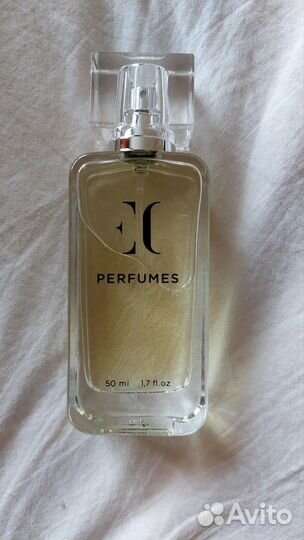 EC
PERFUMES
50 ml 1,7 fl.oz
Avito